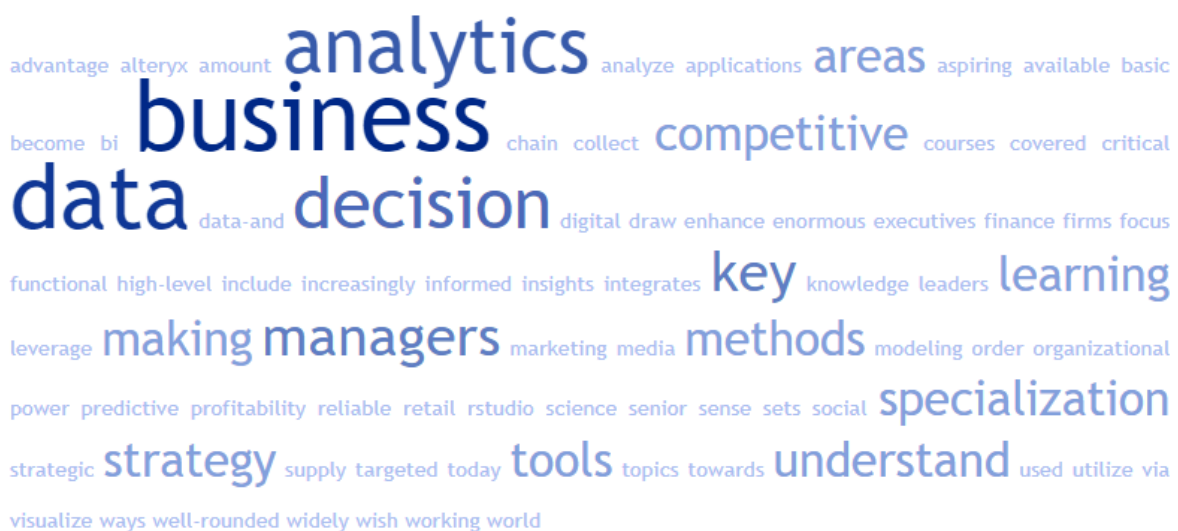 advantage alteryx amount analytics analyze applications areas aspiring available basic
become bi business chain collect competitive courses covered critical
data data-and decision digital draw enhance enormous executives finance firms focus
functional high-level include increasingly informed insights integrates key knowledge leaders learning
leverage making managers marketing media methods modeling order organizational
power predictive profitability reliable retail rstudio science senior sense sets social specialization
strategic strategy supply targeted today tools topics towards understand used utilize via
visualize ways well-rounded widely wish working world